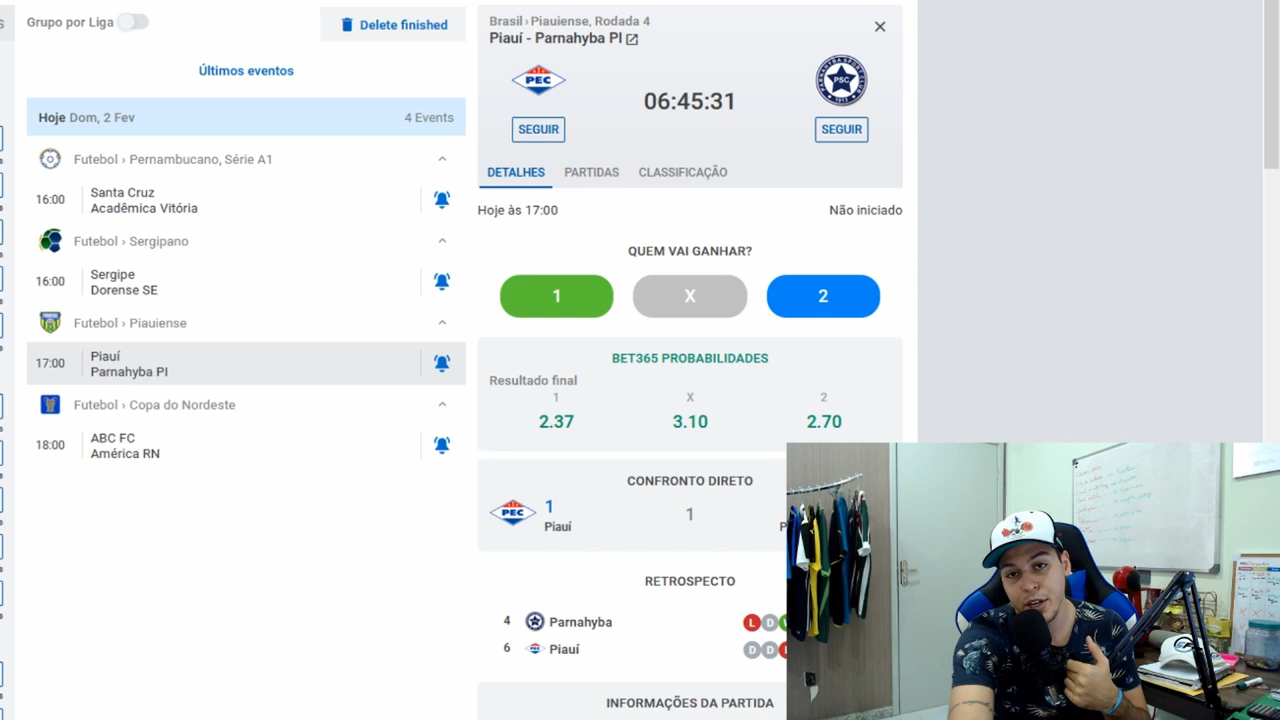 Grupo por Liga
Delete finished
Últimos eventos
Hoje Dom, 2 Fev
4 Events
Futebol › Pernambucano, Série A1
16:00
Santa Cruz
Acadêmica Vitória
Futebol › Sergipano
16:00
Sergipe
Dorense SE
Futebol › Piauiense
17:00
Piauí
Parnahyba PI
Futebol › Copa do Nordeste
18:00
ABC FC
América RN
Brasil › Piauiense, Rodada 4
Piauí - Parnahyba PI
PEC
06:45:31
PSC
SEGUIR
SEGUIR
DETALHES
PARTIDAS
CLASSIFICAÇÃO
Hoje às 17:00
Não iniciado
QUEM VAI GANHAR?
1
X
2
BET365 PROBABILIDADES
Resultado final
1
X
2
2.37
3.10
2.70
CONFRONTO DIRETO
PEC
1
Piauí
1
P
RETROSPECTO
4
Parnahyba
L
D
6
PEC
Piauí
D
D
INFORMAÇÕES DA PARTIDA